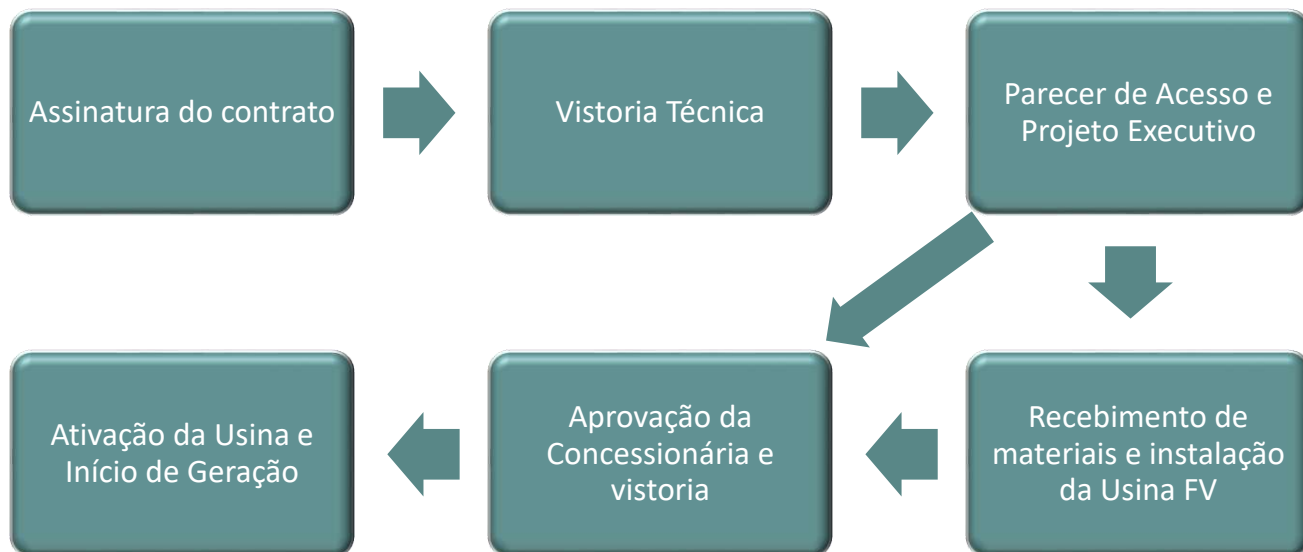 Assinatura do contrato
Vistoria Técnica
Parecer de Acesso e
Projeto Executivo
Recebimento de
materiais e instalação
da Usina FV
Aprovação da
Concessionária e
vistoria
Ativação da Usina e
Início de Geração